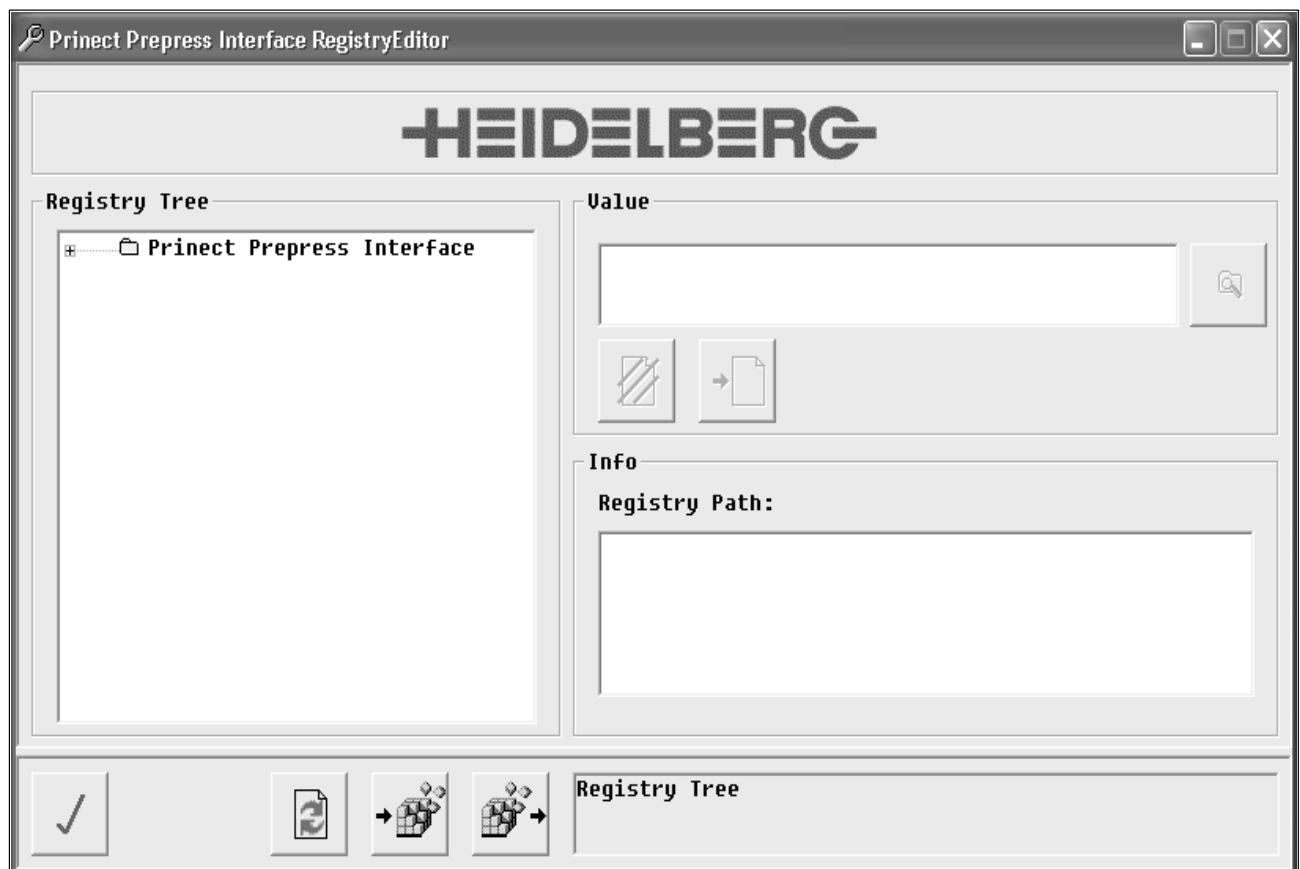 Prinect Prepress Interface RegistryEditor
HEIDELBERG
Registry Tree
Prinect Prepress Interface
Value
Info
Registry Path:
Registry Tree